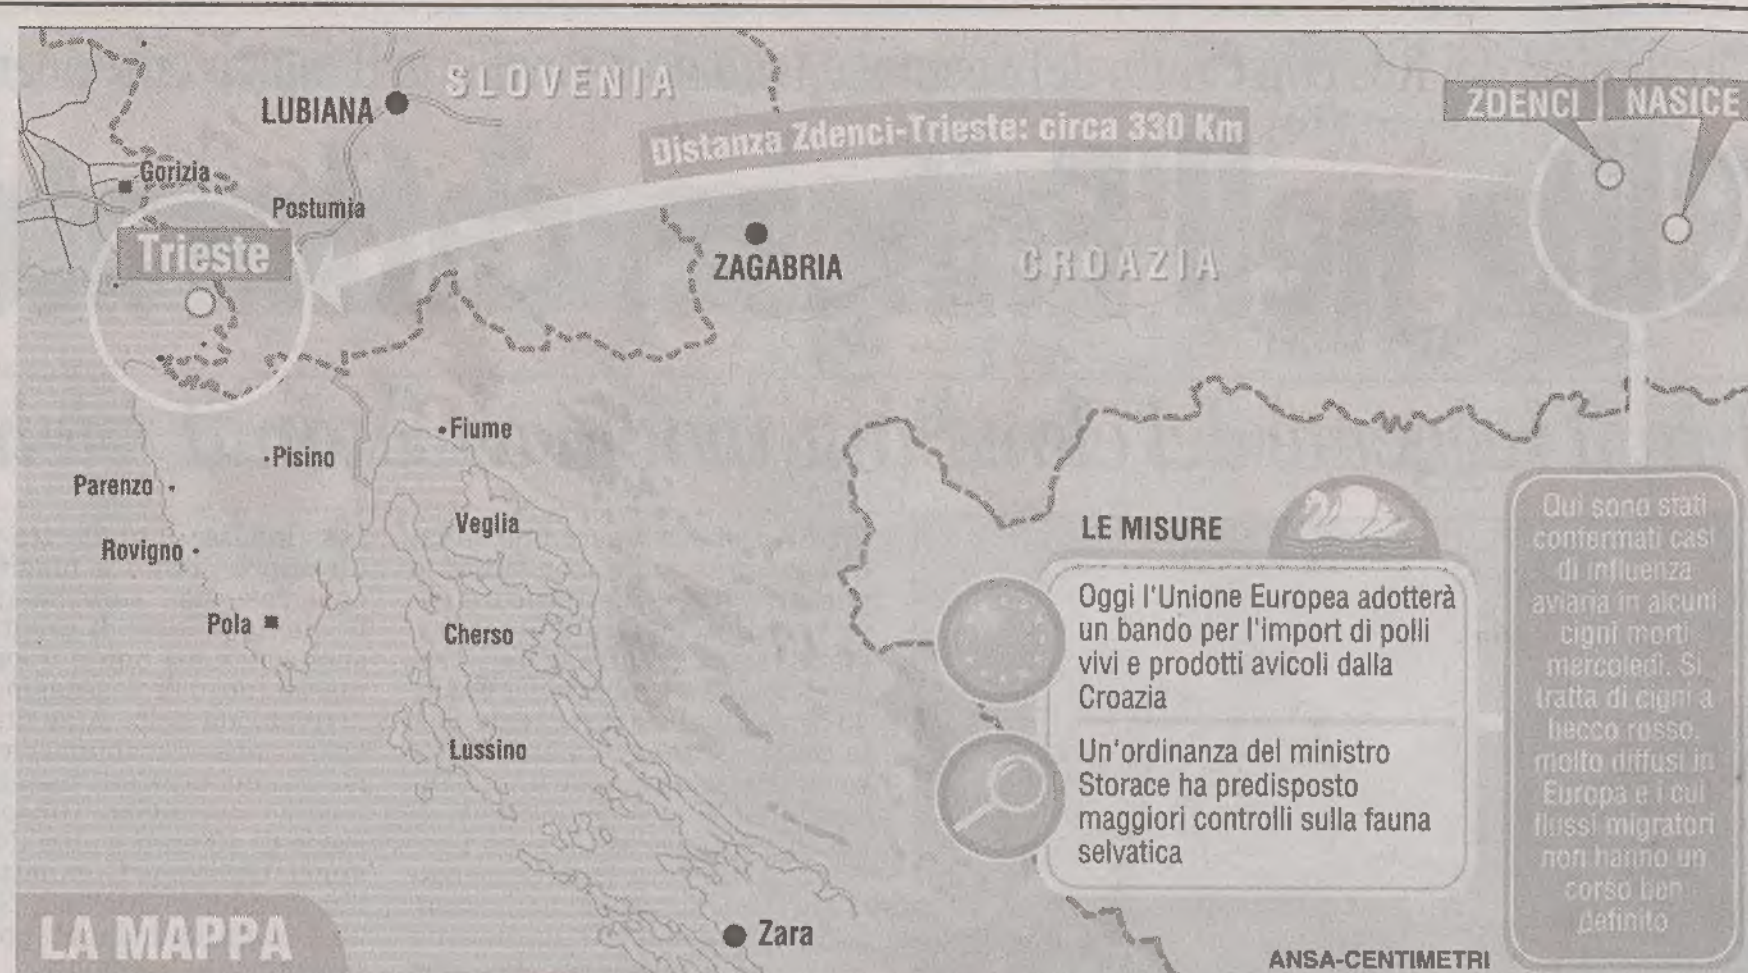 SLOVENIA
LUBIANA
ZDENCI
NASICE
Distanza Zdenci-Trieste: circa 330 Km
Gorizia
Postumia
Trieste
ZAGABRIA
CROAZIA
Fiume
Pisino
Parenzo
Veglia
Rovigno
Pola
Cherso
Lussino
Zara
LE MISURE
Oggi l'Unione Europea adotterà
un bando per l'import di polli
vivi e prodotti avicoli dalla
Croazia
Un'ordinanza del ministro
Storace ha predisposto
maggiori controlli sulla fauna
selvatica
Qui sono stati
confermati casi
di influenza
aviaria in alcuni
cigni morti
mercoledì. Si
tratta di cigni a
becco rosso,
molto diffusi in
Europa e i cui
flussi migratori
non hanno un
corso ben
definito
LA MAPPA
ANSA-CENTIMETRI